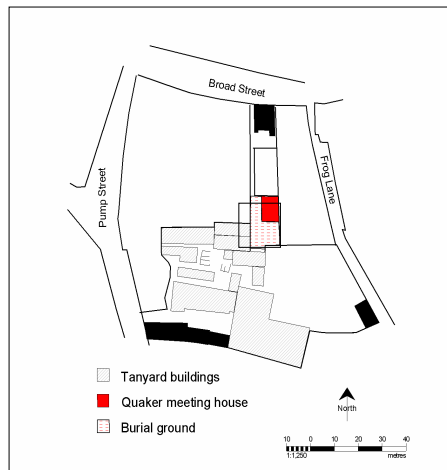 Broad Street
Frog Lane
Pump Street
Tanyard buildings
Quaker meeting house
Burial ground
North
10 0 10 20 30 40
1:1,250 metres